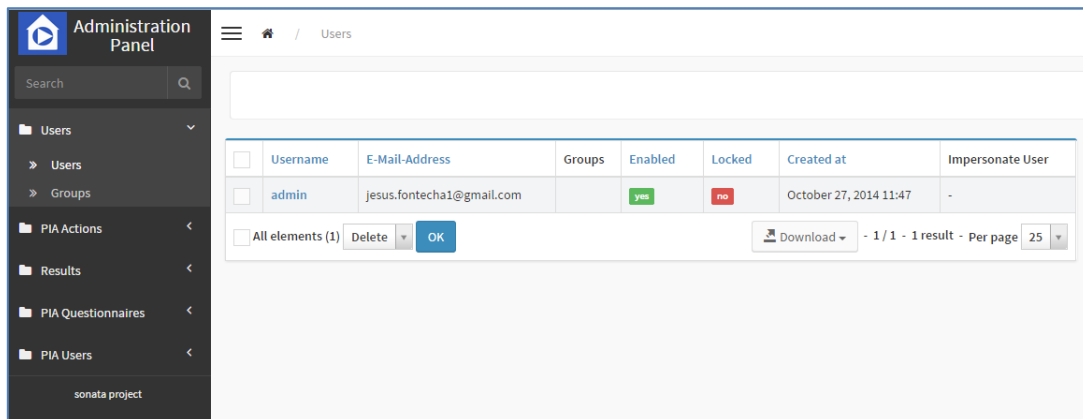 Administration
Panel
/ Users
Search
Users
Users
Groups
PIA Actions
Results
PIA Questionnaires
PIA Users
sonata project
Username E-Mail-Address Groups Enabled Locked Created at Impersonate User
admin jesus.fontecha1@gmail.com yes no October 27, 2014 11:47 -
All elements (1) Delete OK Download - 1 / 1 - 1 result - Per page 25